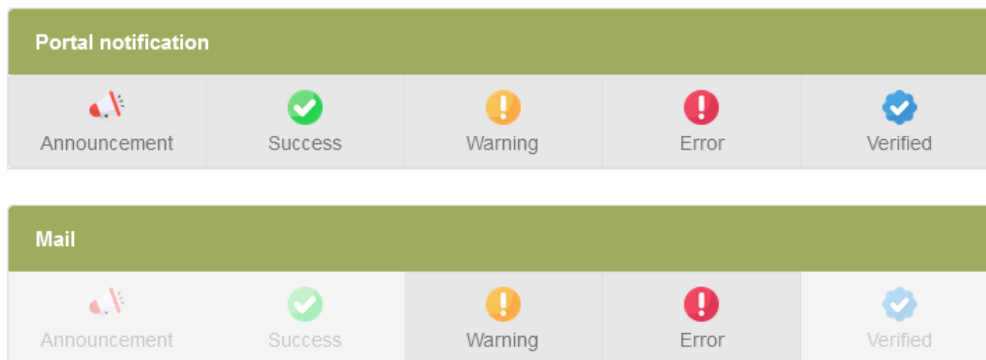 Portal notification
Announcement Success Warning Error Verified
Mail
Announcement Success Warning Error Verified